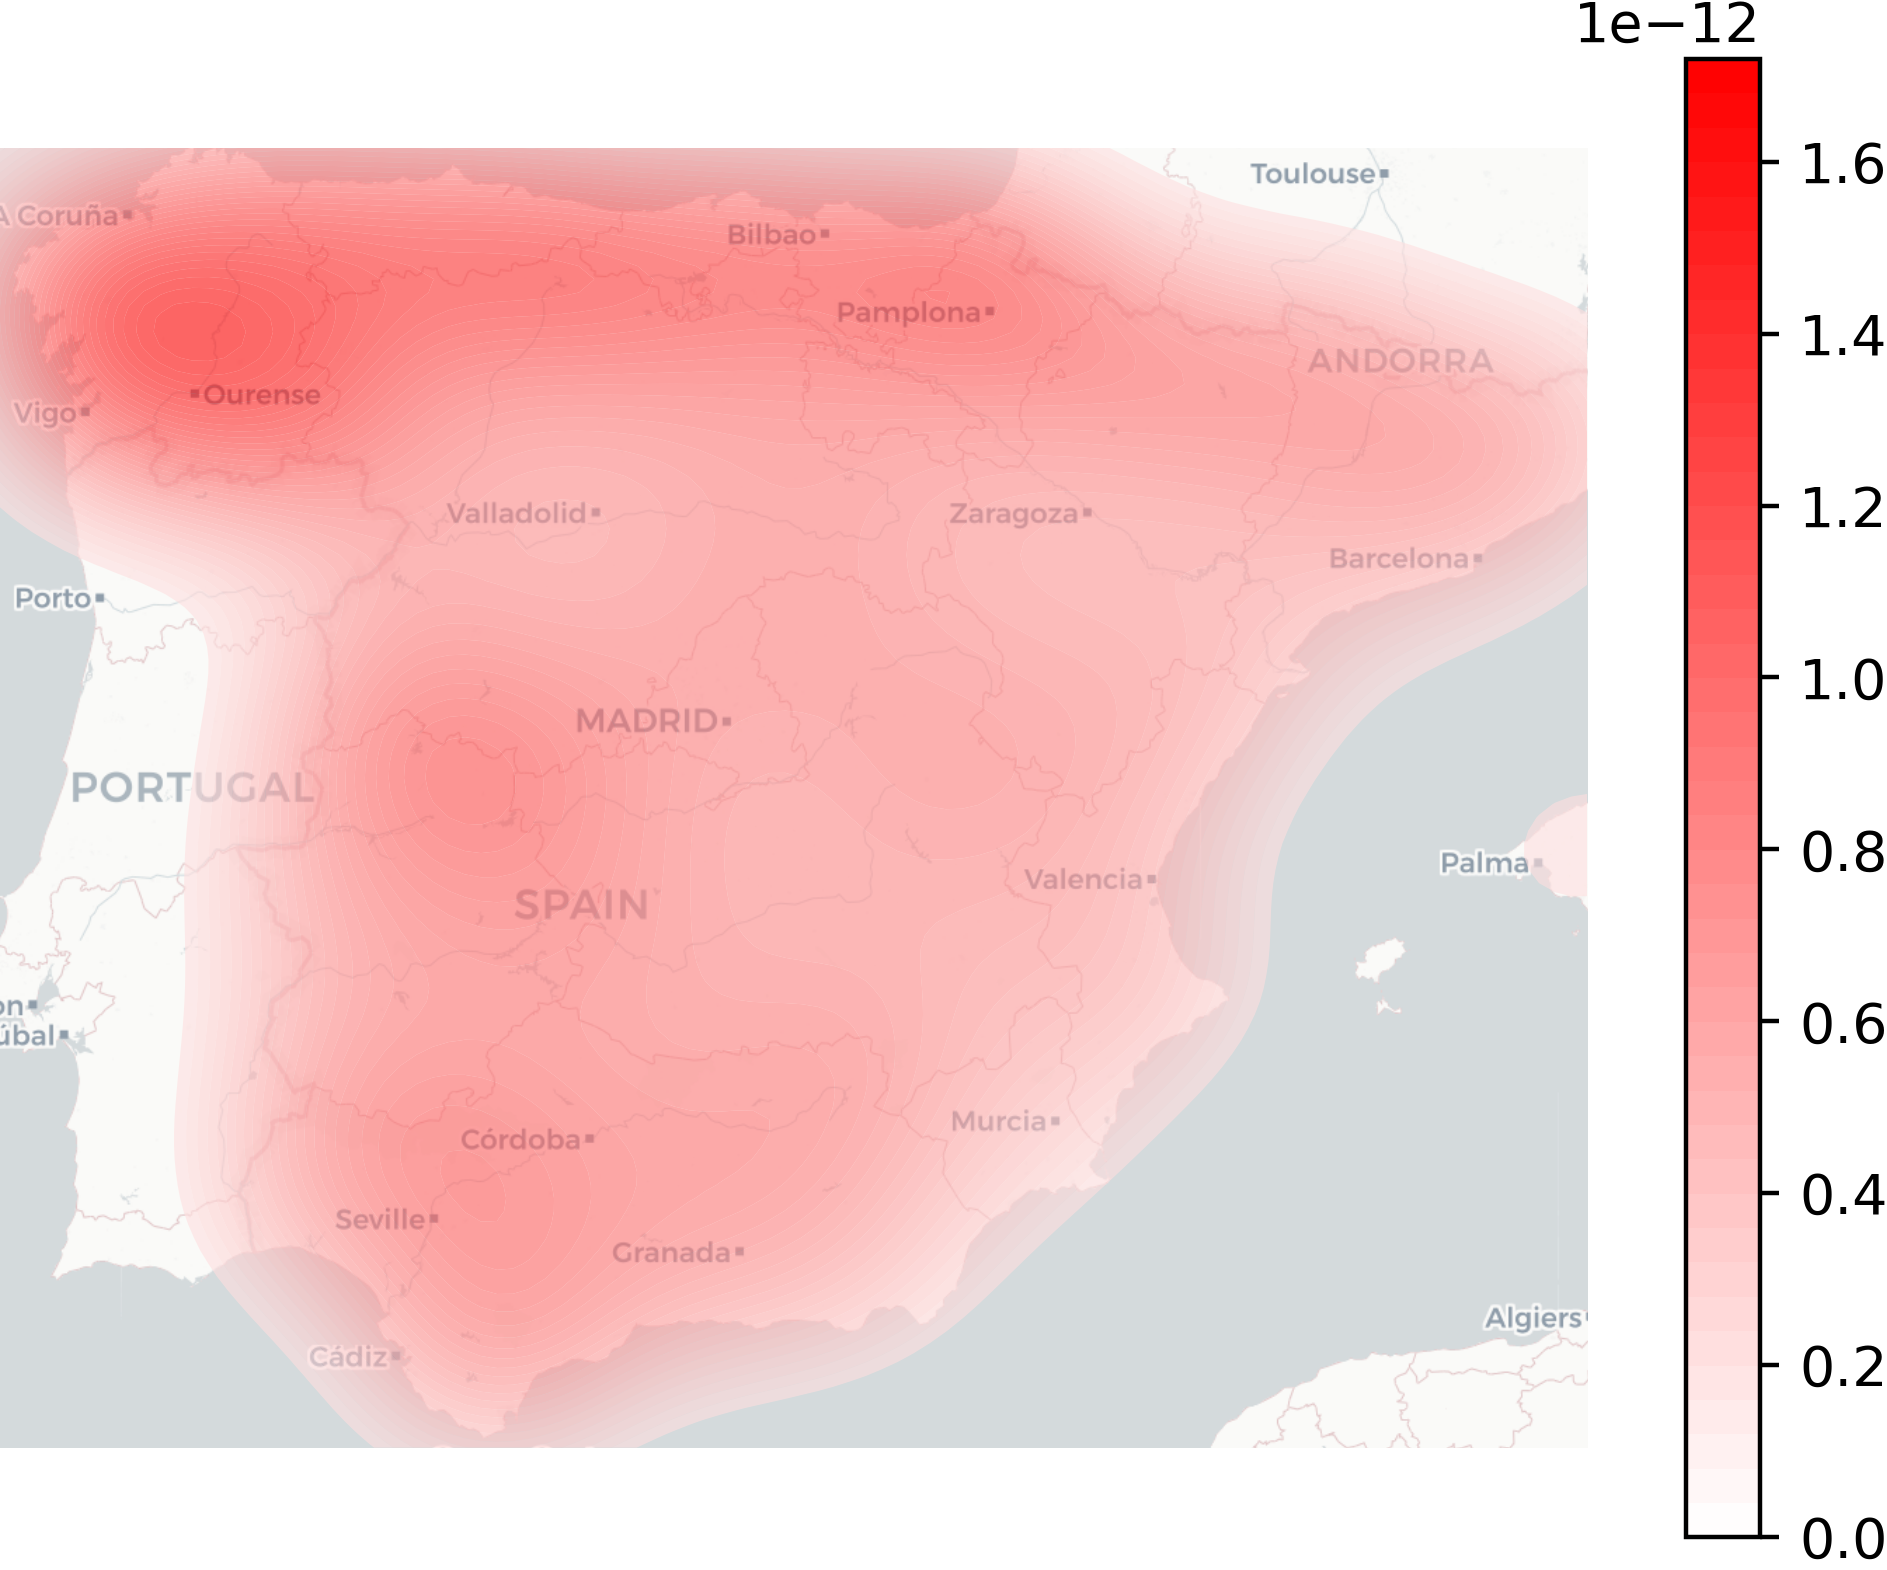 1e−12
Toulouse
A Coruña
Bilbao
1.6
Pamplona
1.4
ANDORRA
Ourense
Vigo
Valladolid
Zaragoza
1.2
Barcelona
Porto
1.0
MADRID
PORTUGAL
0.8
Palma
Valencia
SPAIN
on
úbal
0.6
Murcia
Córdoba
0.4
Seville
Granada
Algiers
Cádiz
0.2
0.0